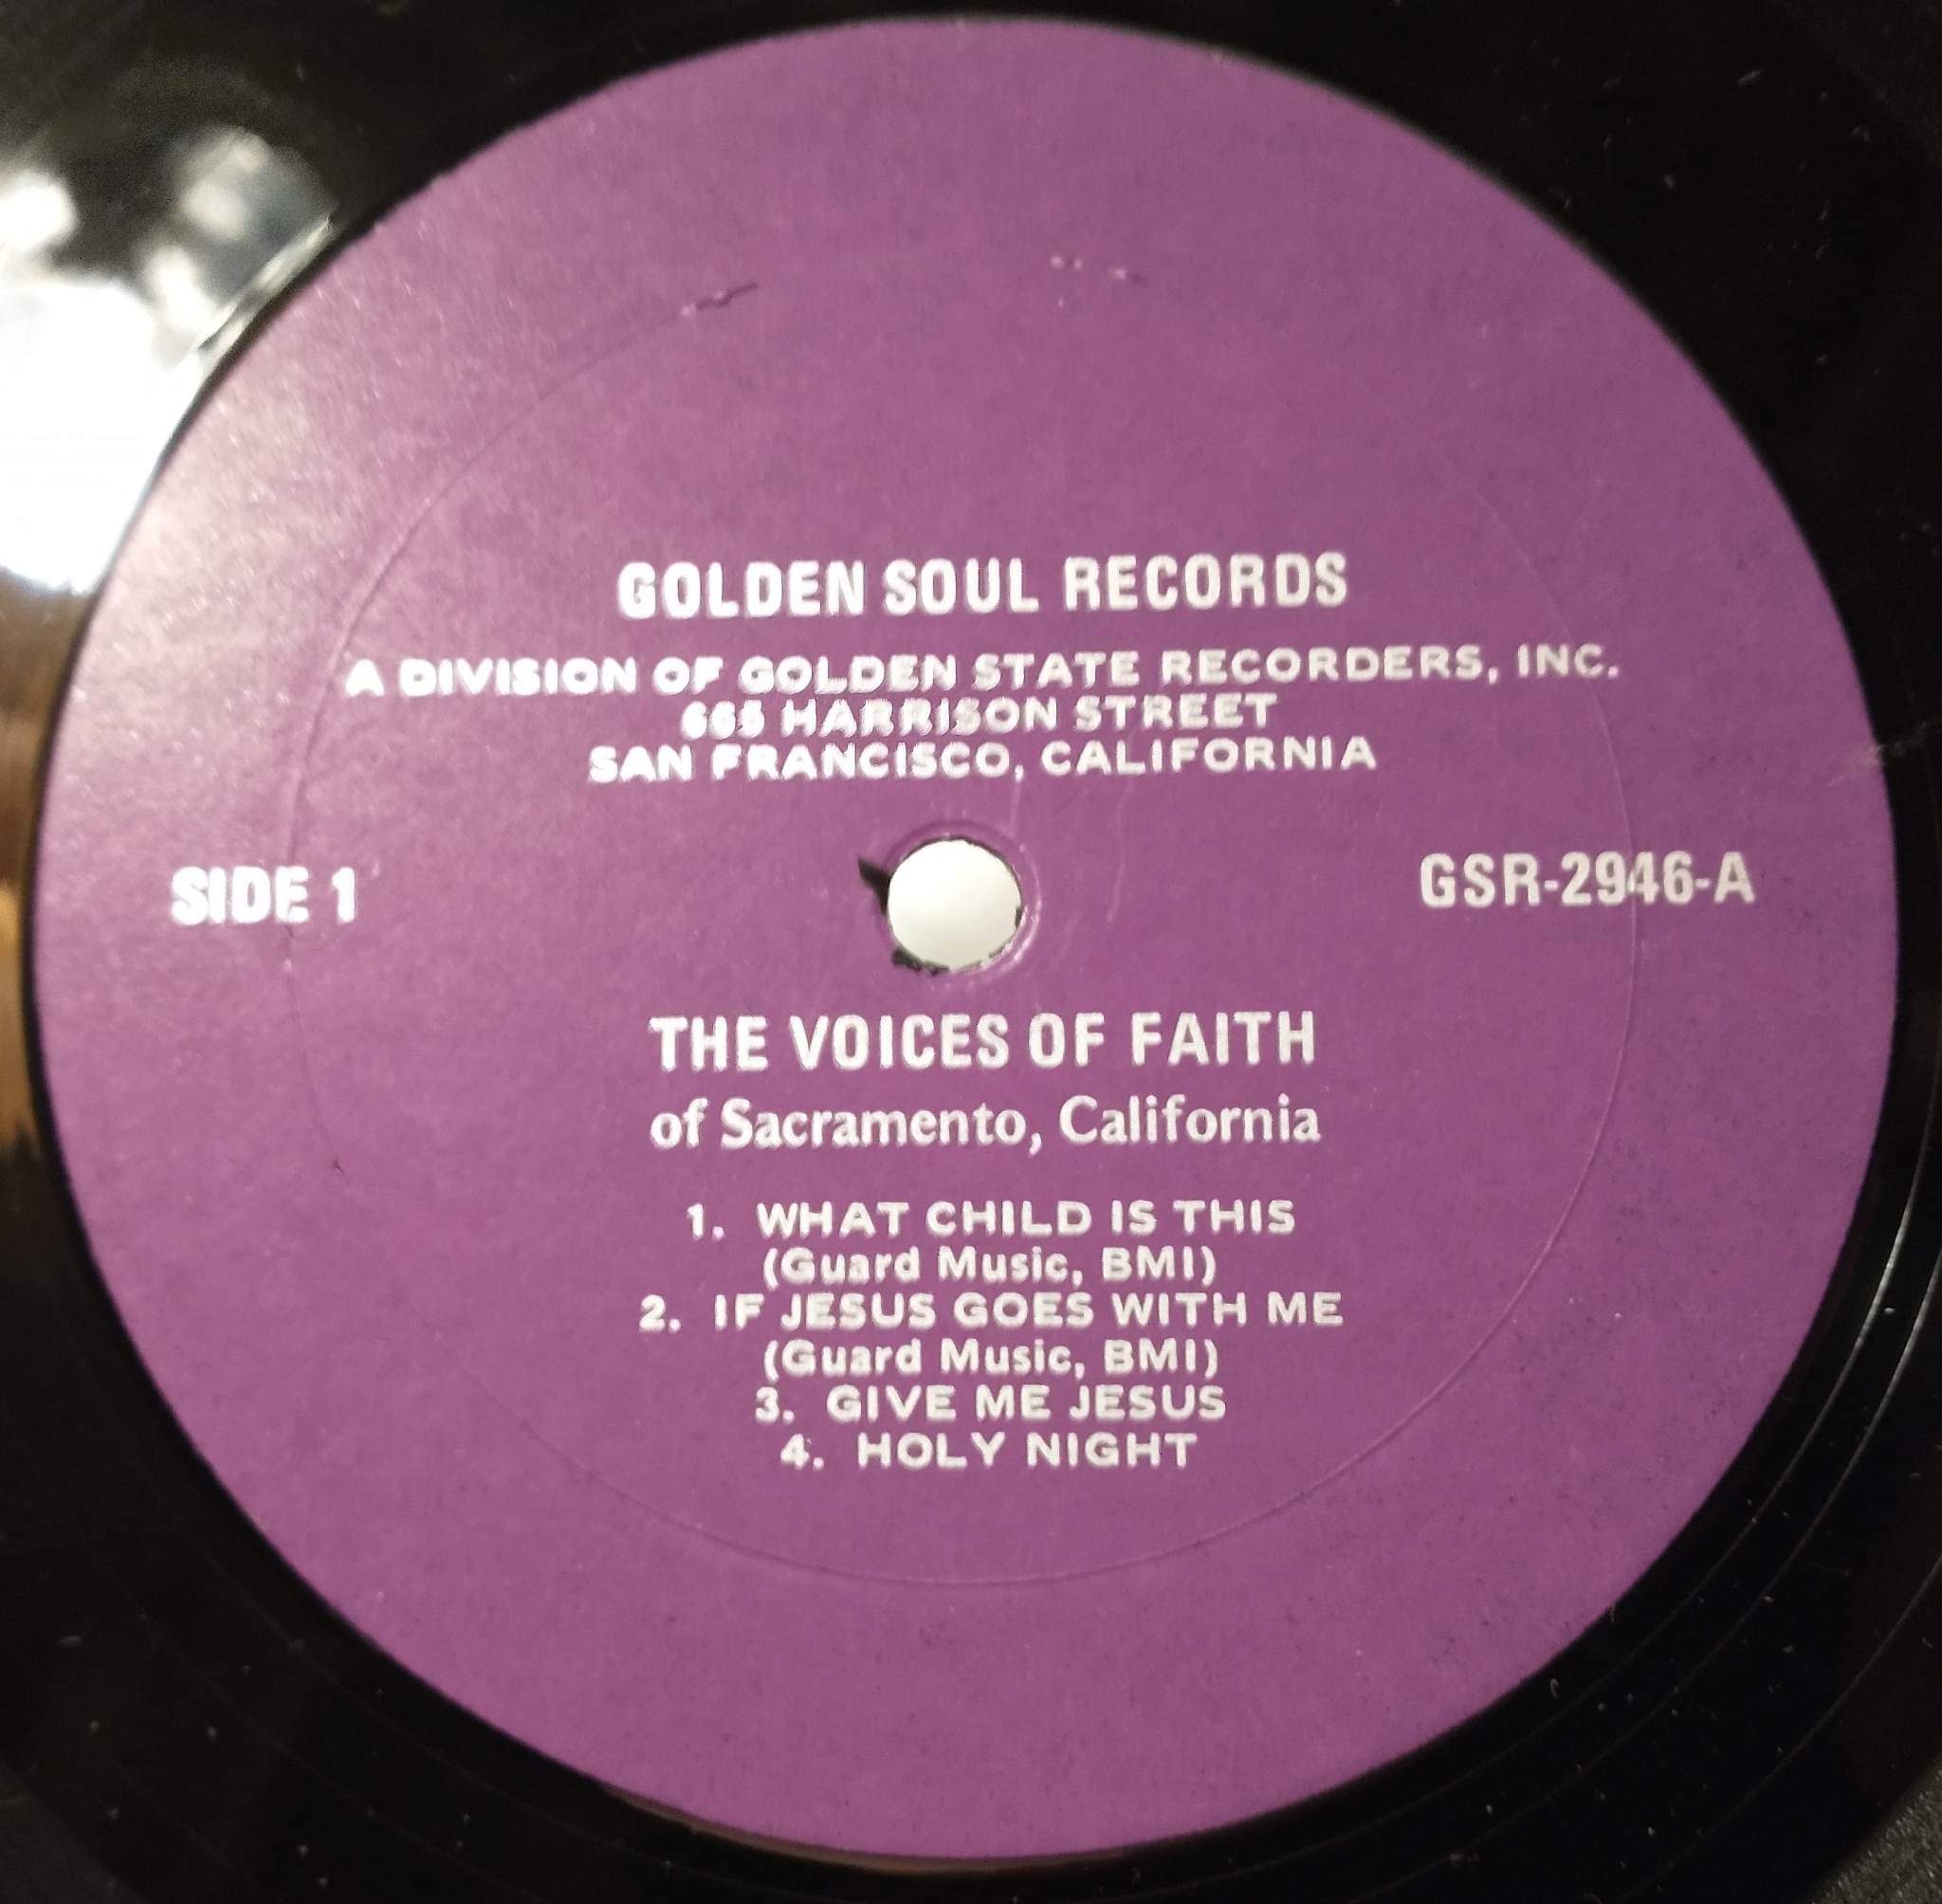 GOLDEN SOUL RECORDS
A DIVISION OF GOLDEN STATE RECORDERS, INC.
665 HARRISON STREET
SAN FRANCISCO, CALIFORNIA
SIDE 1
GSR-2946-A
THE VOICES OF FAITH
of Sacramento, California
1. WHAT CHILD IS THIS
(Guard Music, BMI)
2. IF JESUS GOES WITH ME
(Guard Music, BMI)
3. GIVE ME JESUS
4. HOLY NIGHT